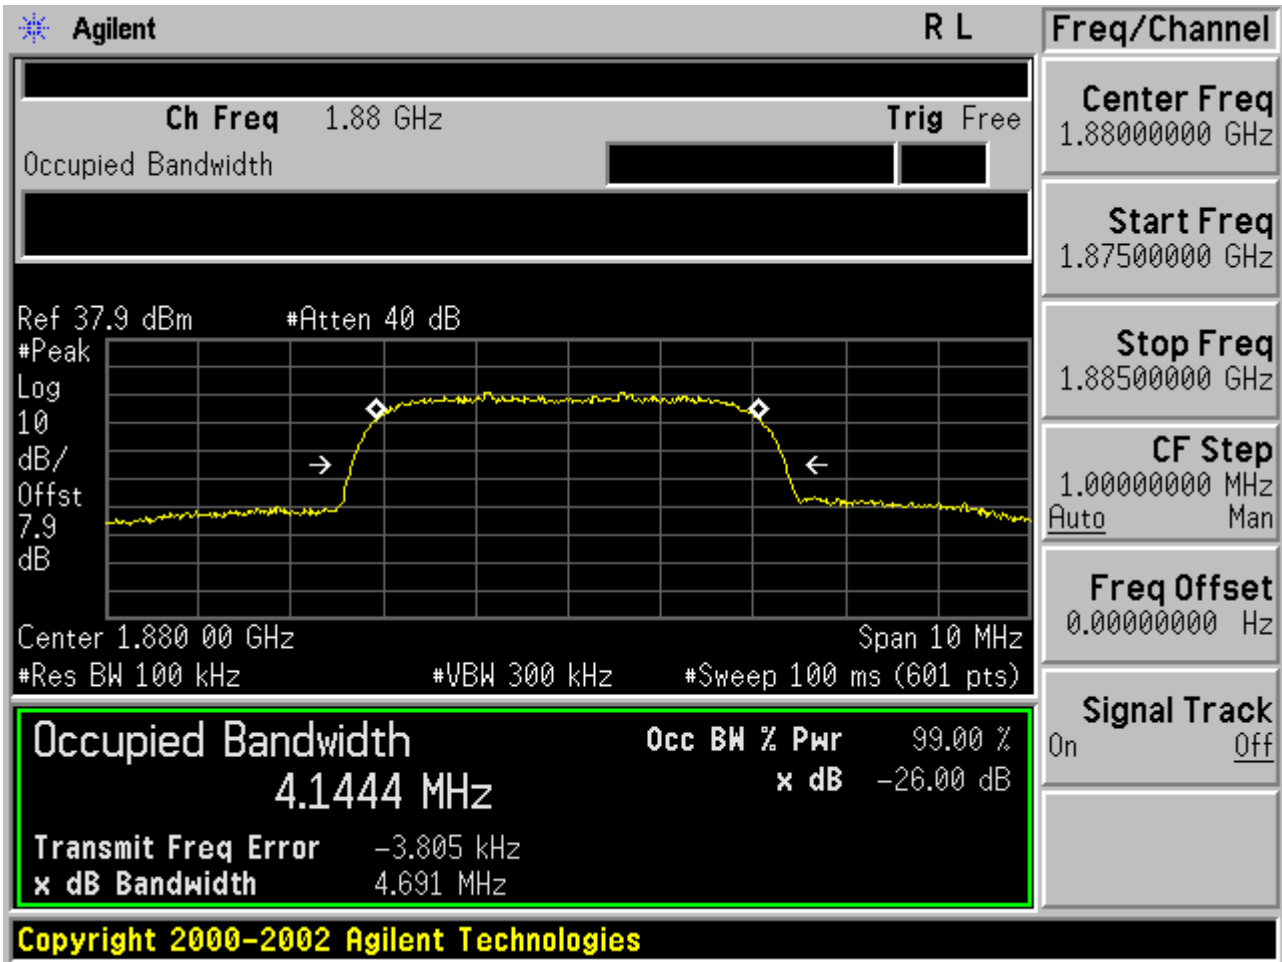 Agilent R L Freq/Channel
Ch Freq 1.88 GHz Trig Free
Occupied Bandwidth
Center Freq
1.88000000 GHz
Start Freq
1.87500000 GHz
Stop Freq
1.88500000 GHz
CF Step
1.00000000 MHz
Auto Man
Freq Offset
0.00000000 Hz
Signal Track
On Off
Ref 37.9 dBm #Atten 40 dB
#Peak
Log
10
dB/
Offst
7.9
dB
Center 1.880 00 GHz Span 10 MHz
#Res BW 100 kHz #VBW 300 kHz #Sweep 100 ms (601 pts)
Occupied Bandwidth Occ BW % Pwr 99.00 %
4.1444 MHz x dB -26.00 dB
Transmit Freq Error -3.805 kHz
x dB Bandwidth 4.691 MHz
Copyright 2000-2002 Agilent Technologies